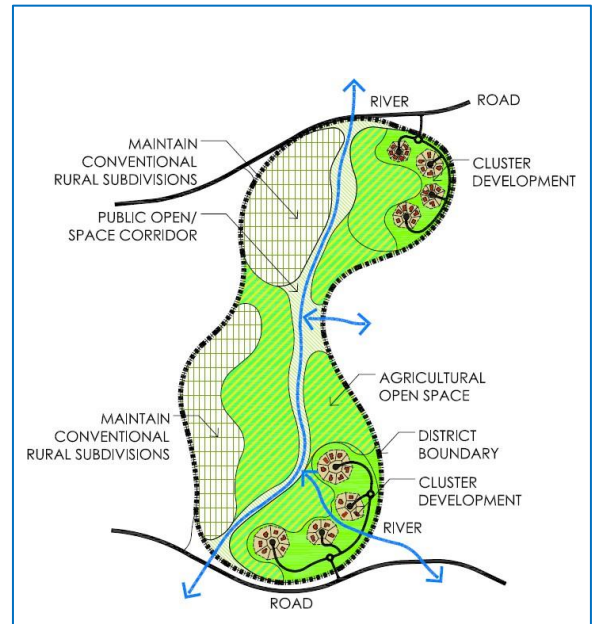 RIVER
ROAD
MAINTAIN
CONVENTIONAL
RURAL SUBDIVISIONS
CLUSTER
DEVELOPMENT
PUBLIC OPEN/
SPACE CORRIDOR
AGRICULTURAL
OPEN SPACE
MAINTAIN
CONVENTIONAL
RURAL SUBDIVISIONS
DISTRICT
BOUNDARY
CLUSTER
DEVELOPMENT
RIVER
ROAD